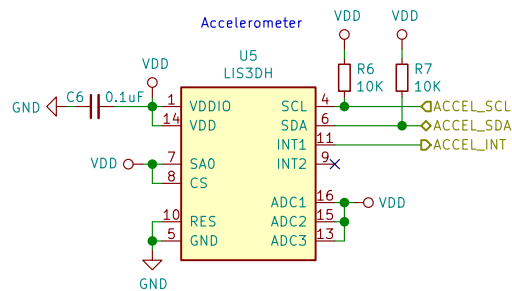 Accelerometer
VDD
VDD
VDD
U5
LIS3DH
R6
10K
R7
10K
C6
0.1uF
GND
1
VDDIO
14
VDD
VDD
7
SA0
8
CS
10
RES
5
GND
GND
SCL
4
ACCEL_SCL
SDA
6
ACCEL_SDA
INT1
11
ACCEL_INT
INT2
9
ADC1
16
VDD
ADC2
15
ADC3
13